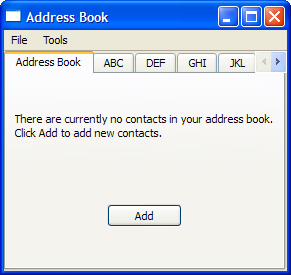 Address Book
File Tools
Address Book ABC DEF GHI JKL
There are currently no contacts in your address book.
Click Add to add new contacts.
Add